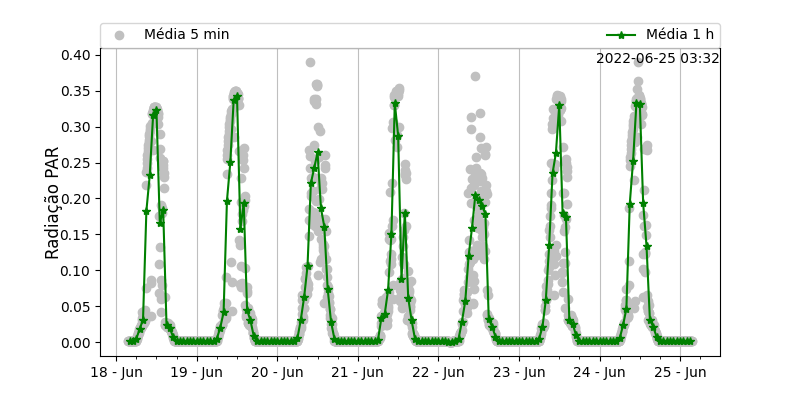 Média 5 min
Média 1 h
2022-06-25 03:32
0.40
0.35
0.30
0.25
0.20
0.15
0.10
0.05
0.00
Radiação PAR
18 - Jun
19 - Jun
20 - Jun
21 - Jun
22 - Jun
23 - Jun
24 - Jun
25 - Jun